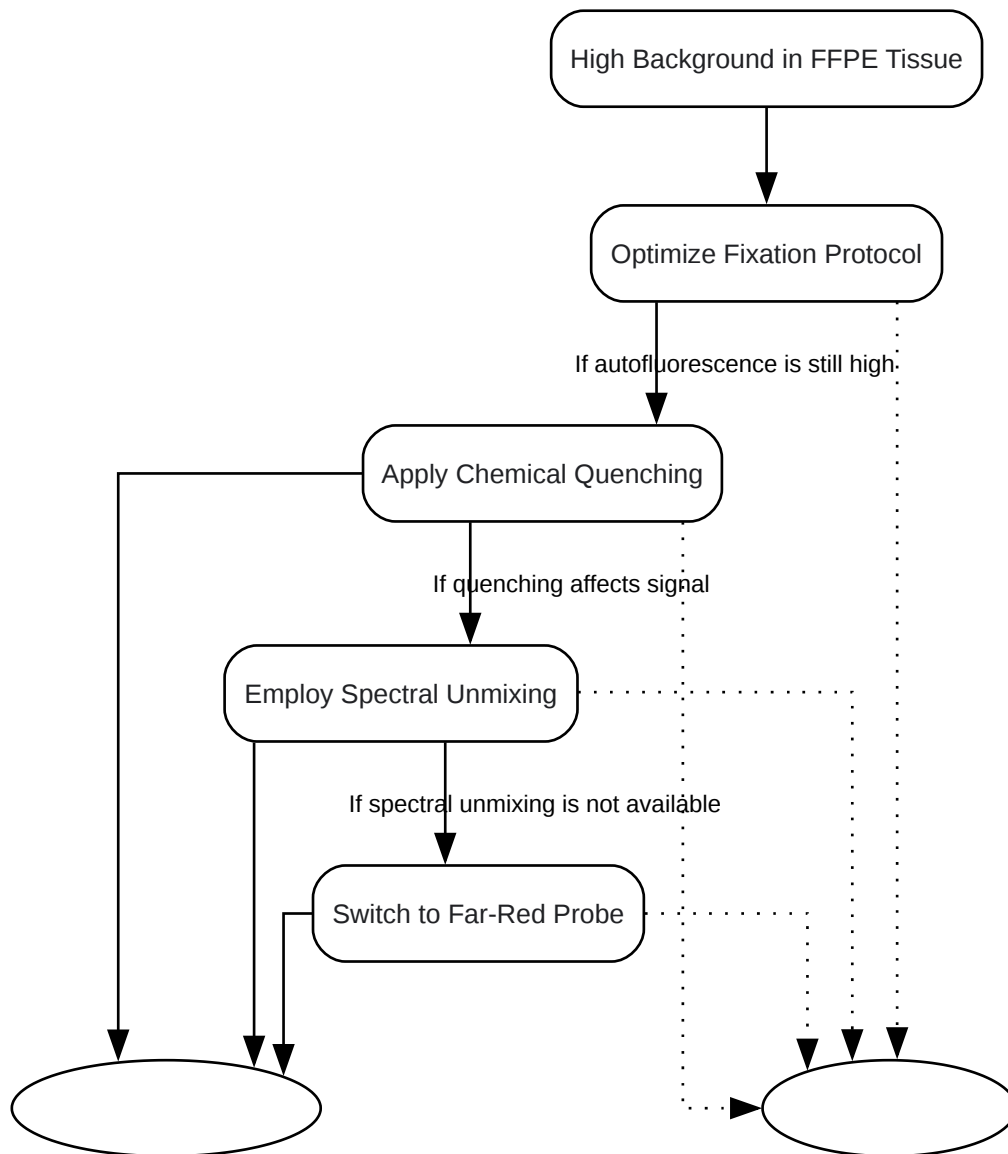 High Background in FFPE Tissue
Optimize Fixation Protocol
If autofluorescence is still high
Apply Chemical Quenching
If quenching affects signal
Employ Spectral Unmixing
If spectral unmixing is not available
Switch to Far-Red Probe